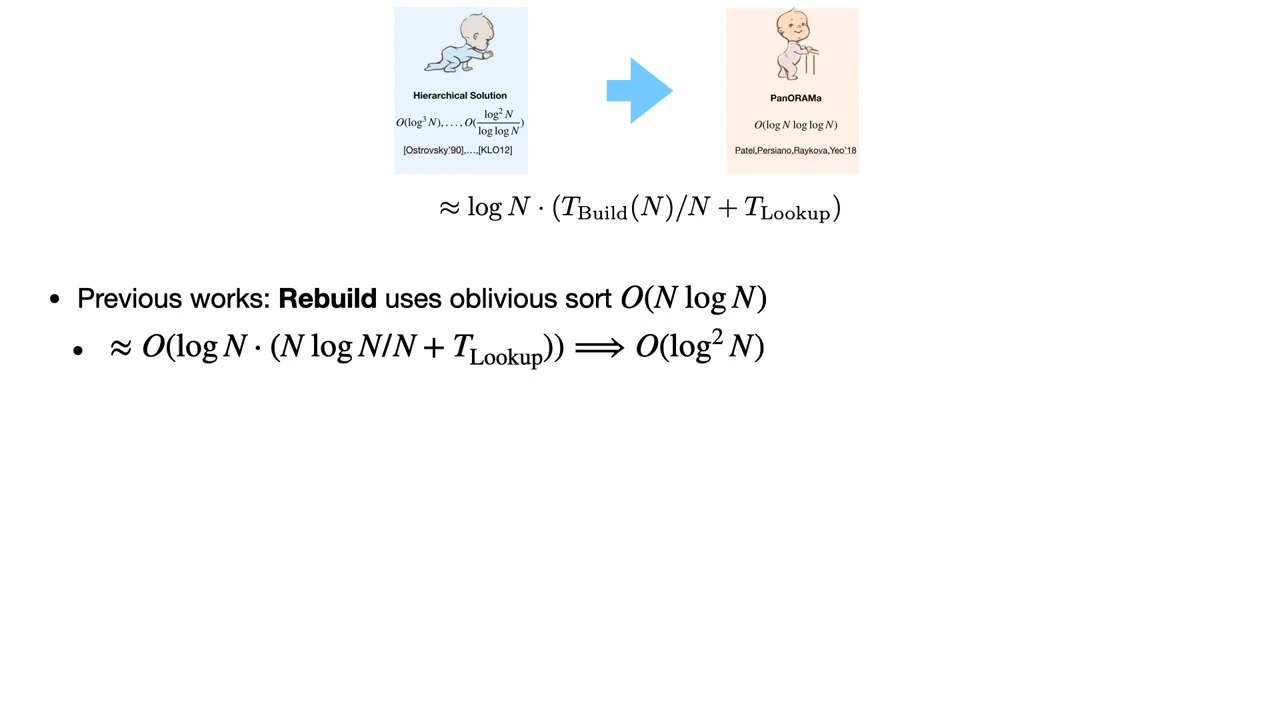 Hierarchical Solution
O(log³ N), . . . , O(log² N / log log N)
[Ostrovsky'90],...,[KLO12]
PanORAMa
O(log N log log N)
Patel,Persiano,Raykova,Yeo'18
≈ log N · (T_Build(N)/N + T_Lookup)
• Previous works: Rebuild uses oblivious sort O(N log N)
• ≈ O(log N · (N log N/N + T_Lookup)) ⟹ O(log² N)